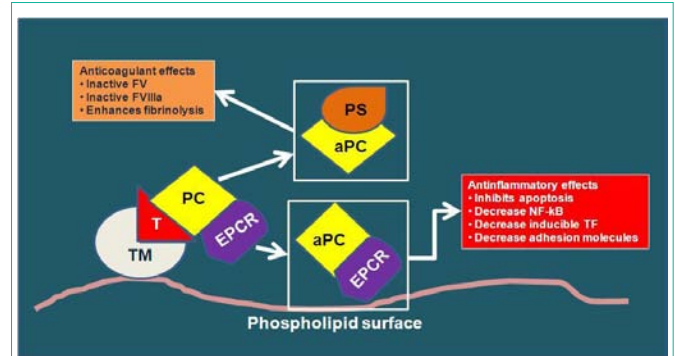 Anticoagulant effects
• Inactive FV
• Inactive FVIIIa
• Enhances fibrinolysis
PS
aPC
PC
T
EPCR
TM
aPC
EPCR
Antinflammatory effects
• Inhibits apoptosis
• Decrease NF-kB
• Decrease inducible TF
• Decrease adhesion molecules
Phospholipid surface